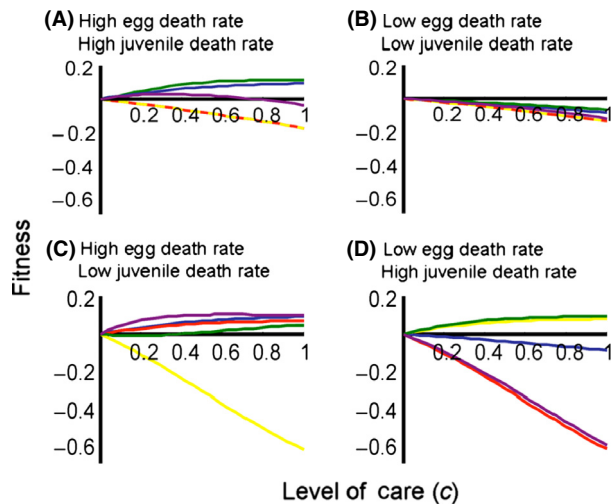 (A) High egg death rate
High juvenile death rate
(B) Low egg death rate
Low juvenile death rate
0.2
0.2 0.4 0.6 0.8 1
−0.2
−0.4
−0.6
0.2 0.4 0.6 0.8 1
0.2
−0.2
−0.4
−0.6
(C) High egg death rate
Low juvenile death rate
(D) Low egg death rate
High juvenile death rate
0.2
0.2 0.4 0.6 0.8 1
−0.2
−0.4
−0.6
0.2
0.2 0.4 0.6 0.8 1
−0.2
−0.4
−0.6
Fitness
Level of care (c)